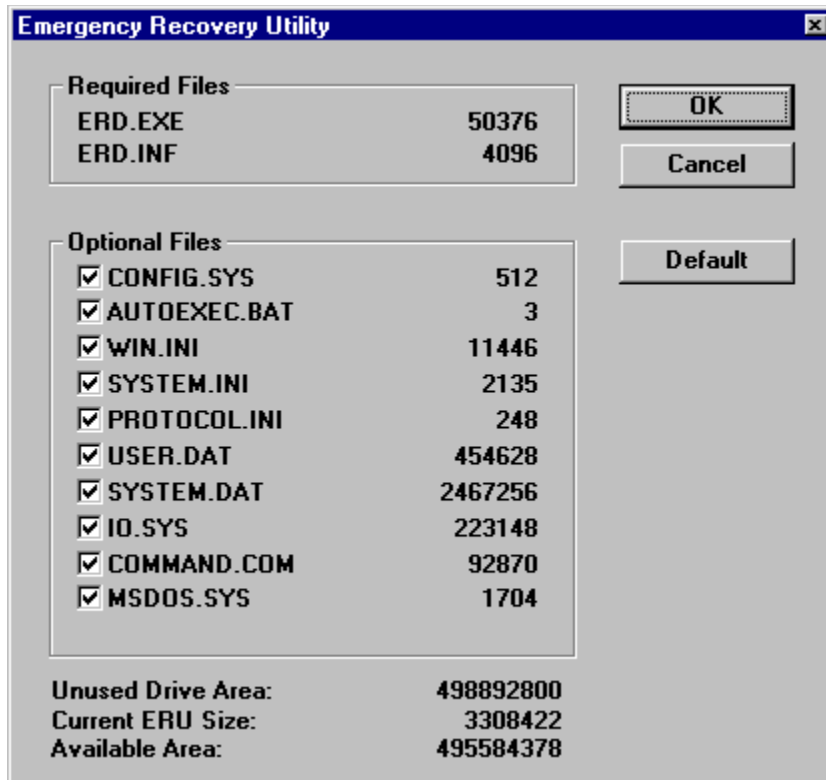 Emergency Recovery Utility
Required Files
ERD.EXE 50376
ERD.INF 4096
OK
Cancel
Default
Optional Files
CONFIG.SYS 512
AUTOEXEC.BAT 3
WIN.INI 11446
SYSTEM.INI 2135
PROTOCOL.INI 248
USER.DAT 454628
SYSTEM.DAT 2467256
IO.SYS 223148
COMMAND.COM 92870
MSDOS.SYS 1704
Unused Drive Area: 498892800
Current ERU Size: 3308422
Available Area: 495584378